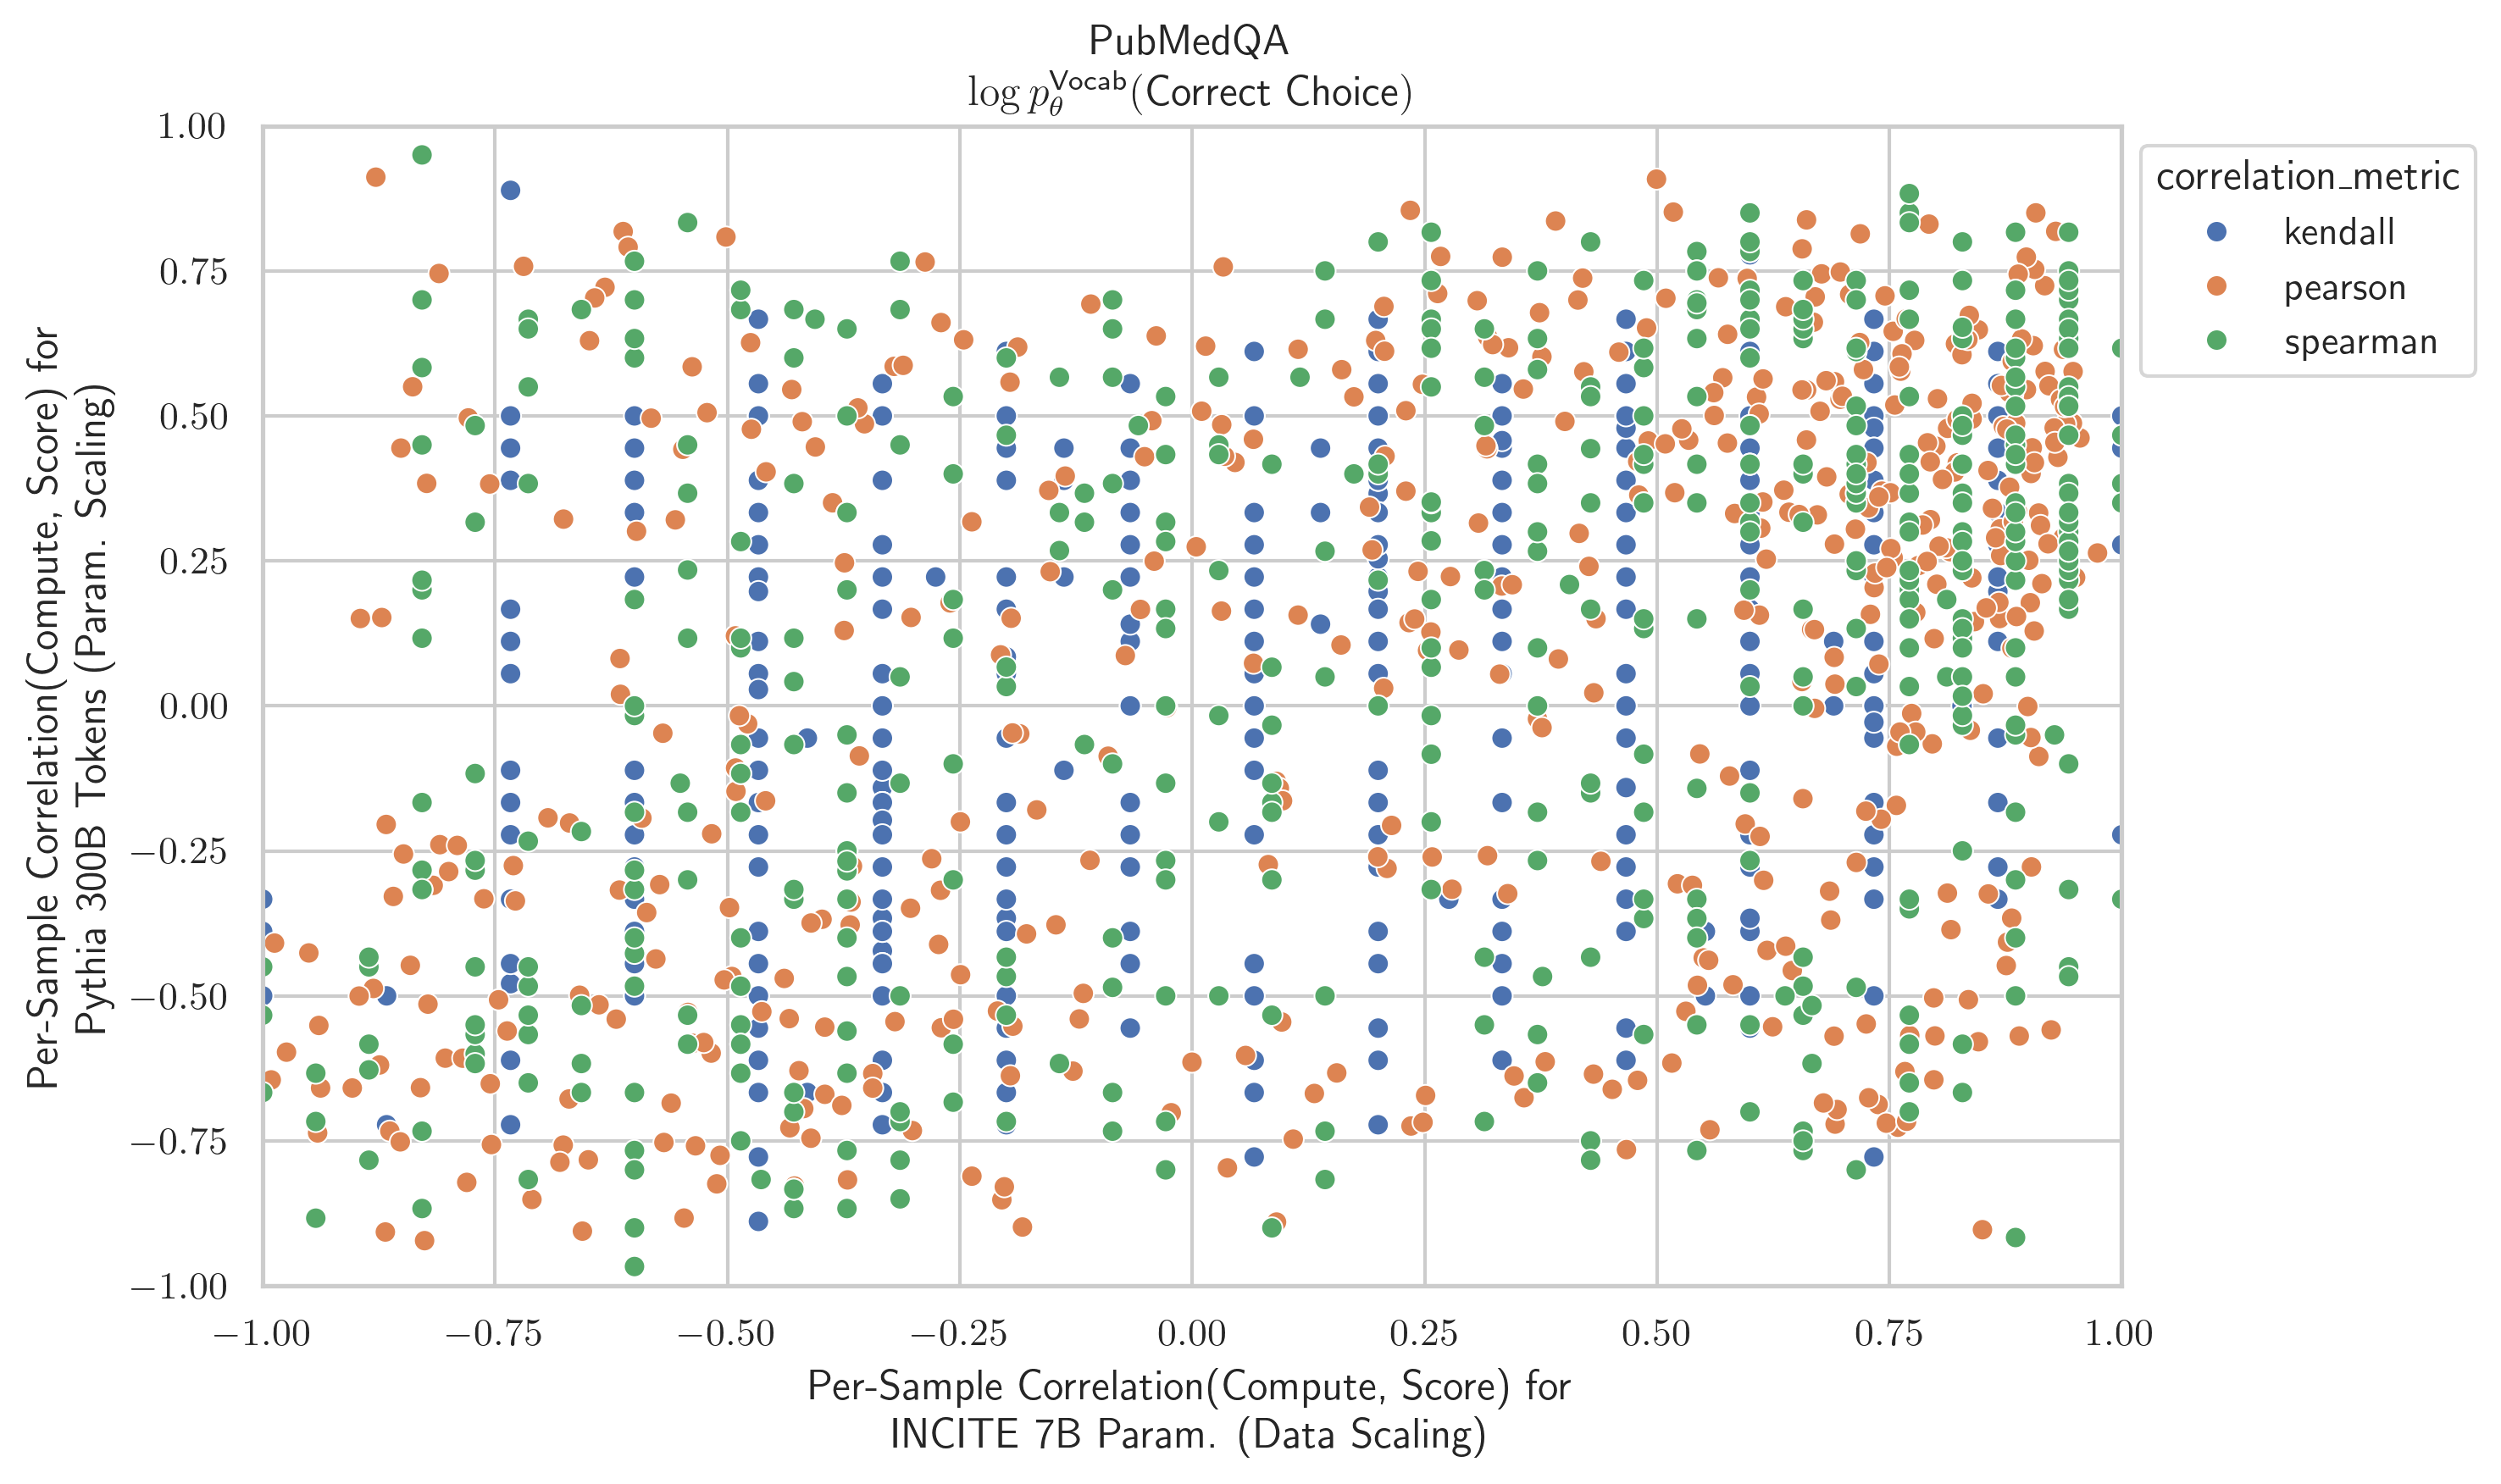 PubMedQA
log p_θ^Vocab(Correct Choice)
Per-Sample Correlation(Compute, Score) for
Pythia 300B Tokens (Param. Scaling)
1.00
0.75
0.50
0.25
0.00
−0.25
−0.50
−0.75
−1.00
−1.00 −0.75 −0.50 −0.25 0.00 0.25 0.50 0.75 1.00
Per-Sample Correlation(Compute, Score) for
INCITE 7B Param. (Data Scaling)
correlation_metric
kendall
pearson
spearman